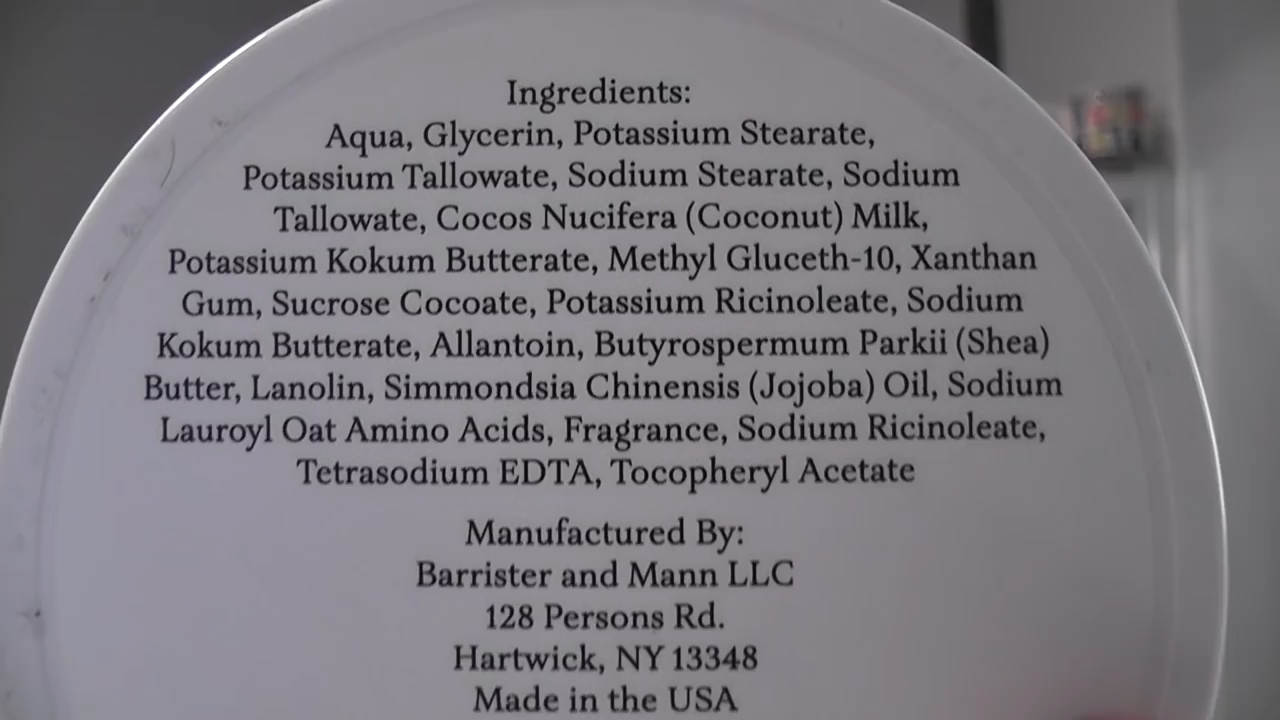 Ingredients:
Aqua, Glycerin, Potassium Stearate,
Potassium Tallowate, Sodium Stearate, Sodium
Tallowate, Cocos Nucifera (Coconut) Milk,
Potassium Kokum Butterate, Methyl Gluceth-10, Xanthan
Gum, Sucrose Cocoate, Potassium Ricinoleate, Sodium
Kokum Butterate, Allantoin, Butyrospermum Parkii (Shea)
Butter, Lanolin, Simmondsia Chinensis (Jojoba) Oil, Sodium
Lauroyl Oat Amino Acids, Fragrance, Sodium Ricinoleate,
Tetrasodium EDTA, Tocopheryl Acetate
Manufactured By:
Barrister and Mann LLC
128 Persons Rd.
Hartwick, NY 13348
Made in the USA